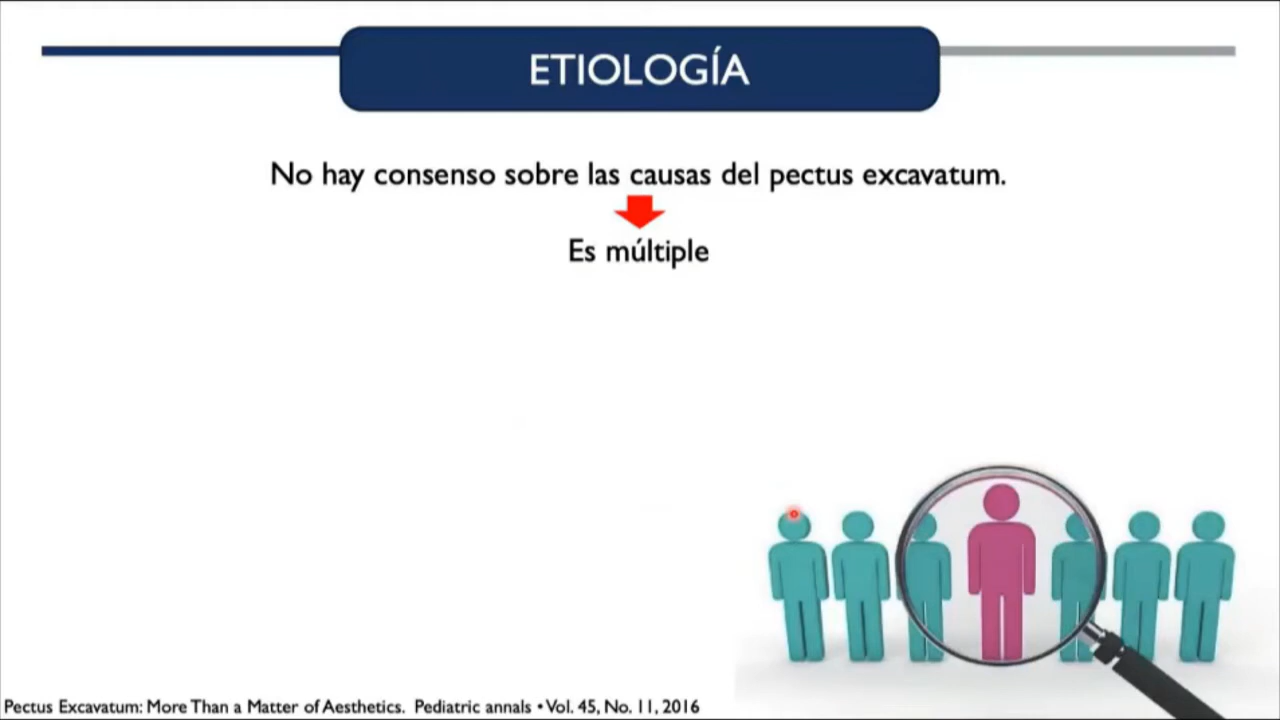 ETIOLOGÍA
No hay consenso sobre las causas del pectus excavatum.
Es múltiple
Pectus Excavatum: More Than a Matter of Aesthetics. Pediatric annals • Vol. 45, No. 11, 2016